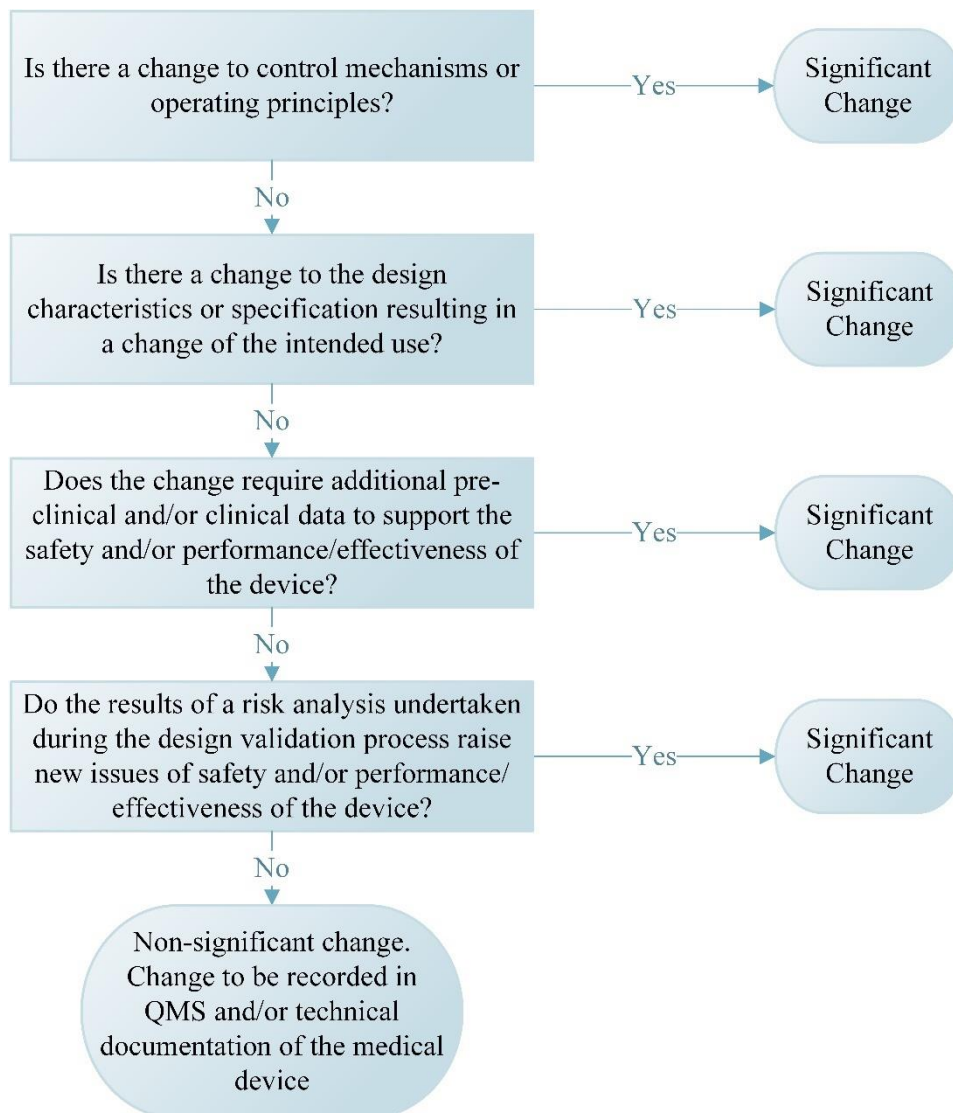 Is there a change to control mechanisms or
operating principles?
Yes
Significant
Change
No
Is there a change to the design
characteristics or specification resulting in
a change of the intended use?
Yes
Significant
Change
No
Does the change require additional pre-
clinical and/or clinical data to support the
safety and/or performance/effectiveness of
the device?
Yes
Significant
Change
No
Do the results of a risk analysis undertaken
during the design validation process raise
new issues of safety and/or performance/
effectiveness of the device?
Yes
Significant
Change
No
Non-significant change.
Change to be recorded in
QMS and/or technical
documentation of the medical
device